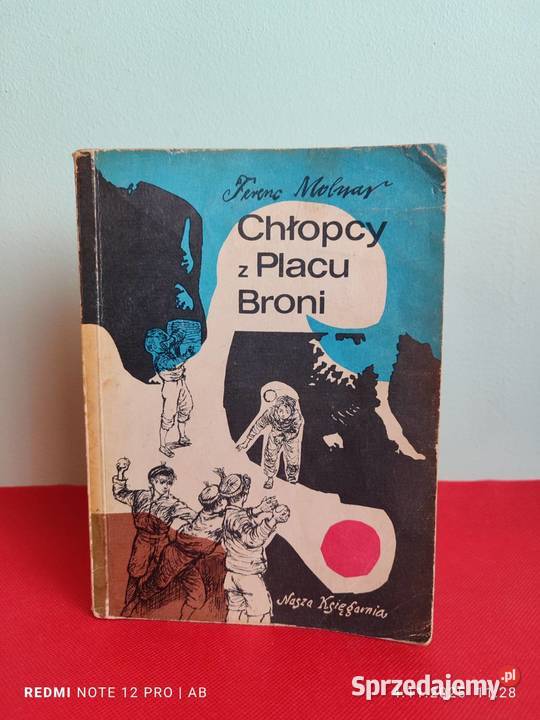 Ferenc Molnar
Chłopcy
z Placu
Broni
Nasza Księgarnia
REDMI NOTE 12 PRO | AB
Sprzedajemy.pl